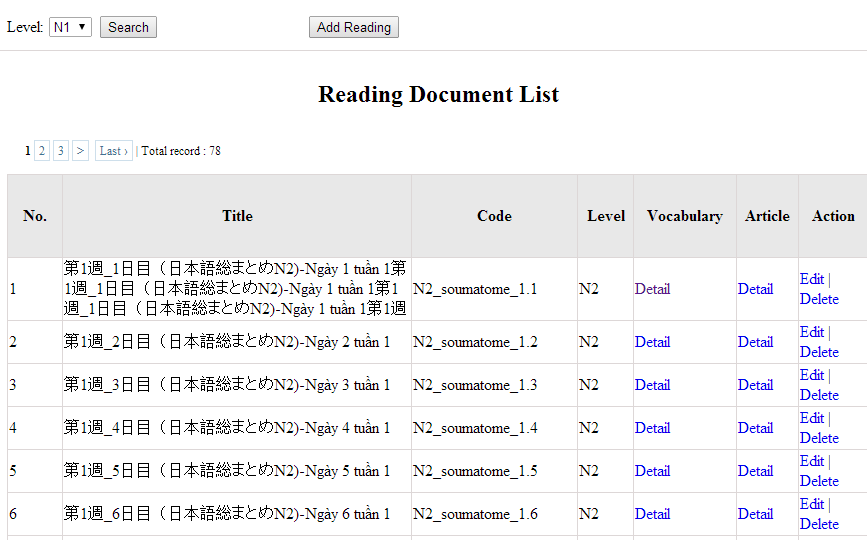 Level: N1 Search Add Reading
Reading Document List
1 2 3 > Last › | Total record : 78
No. Title Code Level Vocabulary Article Action
第1週_1日目（日本語総まとめN2)-Ngày 1 tuần 1第
1週_1日目（日本語総まとめN2)-Ngày 1 tuần 1第1
週_1日目（日本語総まとめN2)-Ngày 1 tuần 1第1週
1 N2_soumatome_1.1 N2 Detail Detail Edit |
Delete
2 第1週_2日目（日本語総まとめN2)-Ngày 2 tuần 1 N2_soumatome_1.2 N2 Detail Detail Edit |
Delete
3 第1週_3日目（日本語総まとめN2)-Ngày 3 tuần 1 N2_soumatome_1.3 N2 Detail Detail Edit |
Delete
4 第1週_4日目（日本語総まとめN2)-Ngày 4 tuần 1 N2_soumatome_1.4 N2 Detail Detail Edit |
Delete
5 第1週_5日目（日本語総まとめN2)-Ngày 5 tuần 1 N2_soumatome_1.5 N2 Detail Detail Edit |
Delete
6 第1週_6日目（日本語総まとめN2)-Ngày 6 tuần 1 N2_soumatome_1.6 N2 Detail Detail Edit |
Delete